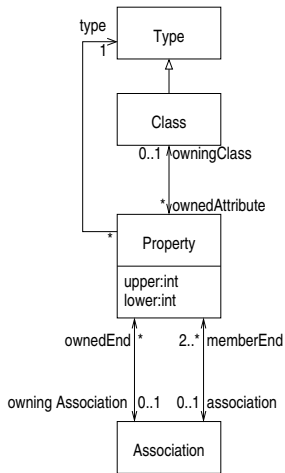 type
1
Type
Class
0..1 owningClass
* ownedAttribute
*
Property
upper:int
lower:int
ownedEnd * 2..* memberEnd
owning Association 0..1 0..1 association
Association